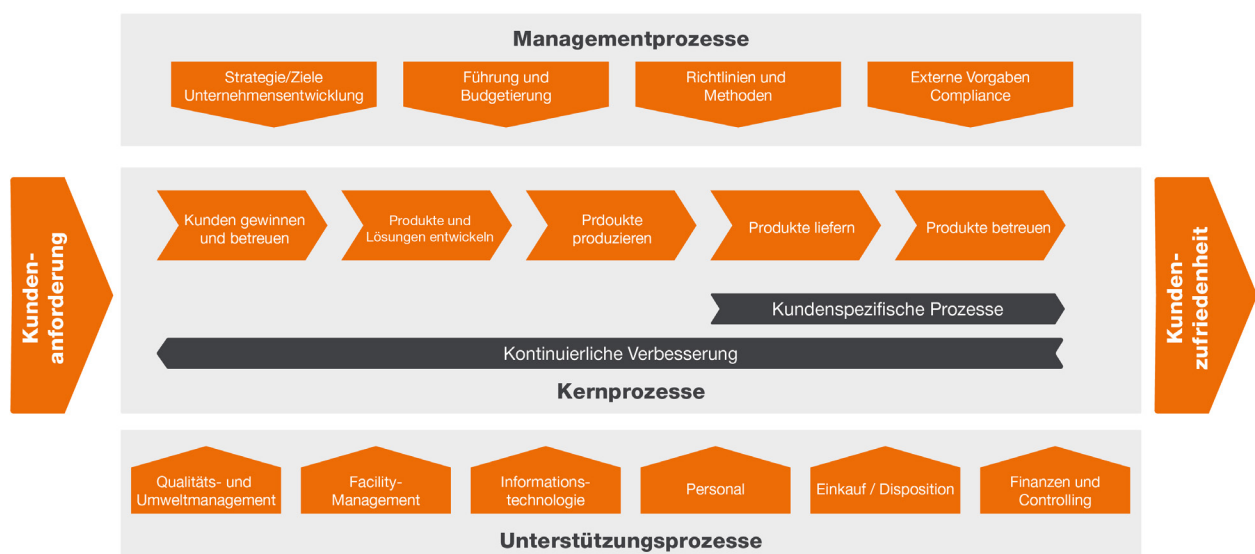 Managementprozesse
Strategie/Ziele
Unternehmensentwicklung
Führung und
Budgetierung
Richtlinien und
Methoden
Externe Vorgaben
Compliance
Kunden-
anforderung
Kunden gewinnen
und betreuen
Produkte und
Lösungen entwickeln
Prdoukte
produzieren
Produkte liefern
Produkte betreuen
Kundenspezifische Prozesse
Kontinuierliche Verbesserung
Kernprozesse
Kunden-
zufriedenheit
Qualitäts- und
Umweltmanagement
Facility-
Management
Informations-
technologie
Personal
Einkauf / Disposition
Finanzen und
Controlling
Unterstützungsprozesse